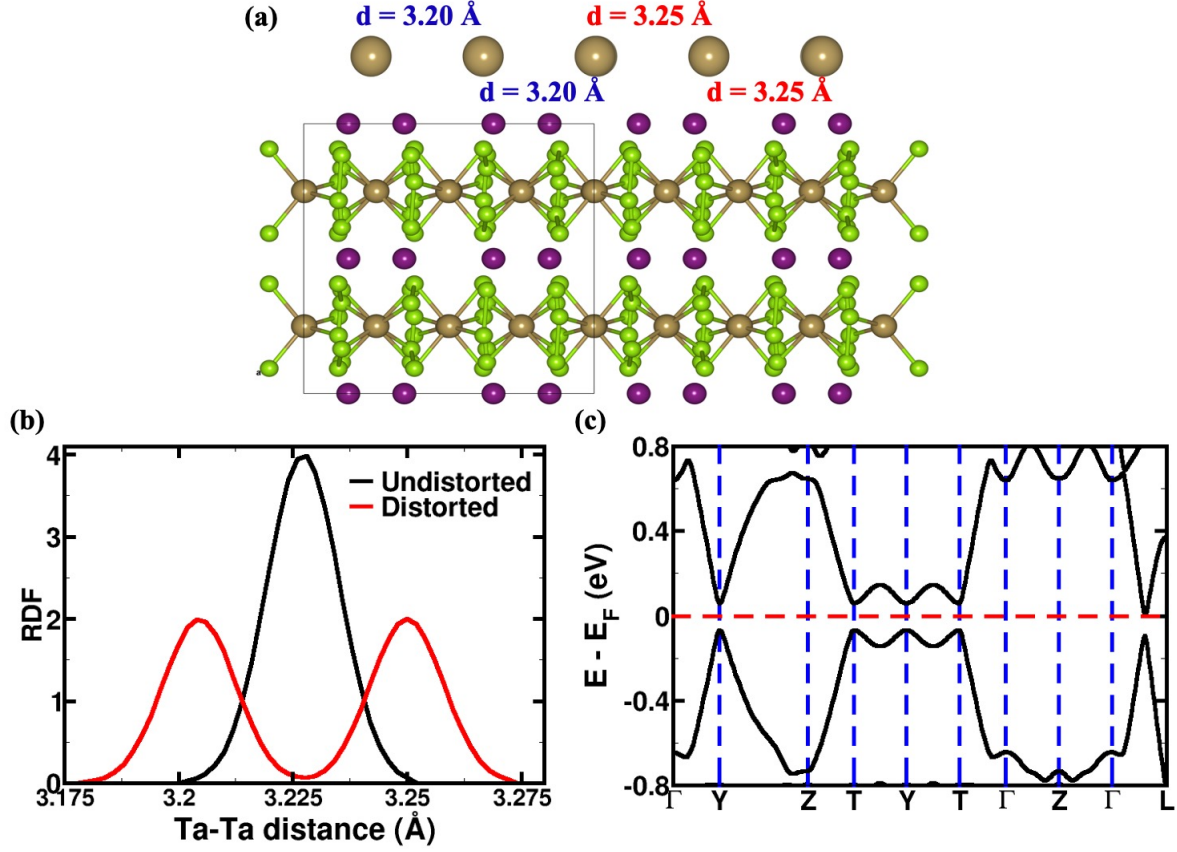 (a)
d = 3.20 Å
d = 3.25 Å
d = 3.20 Å
d = 3.25 Å
a
(b)
4
3
2
1
0
RDF
Undistorted
Distorted
3.175
3.2
3.225
3.25
3.275
Ta-Ta distance (Å)
(c)
0.8
0.4
0
-0.4
-0.8
E - E_F (eV)
Γ Y Z T Y T Γ Z Γ L